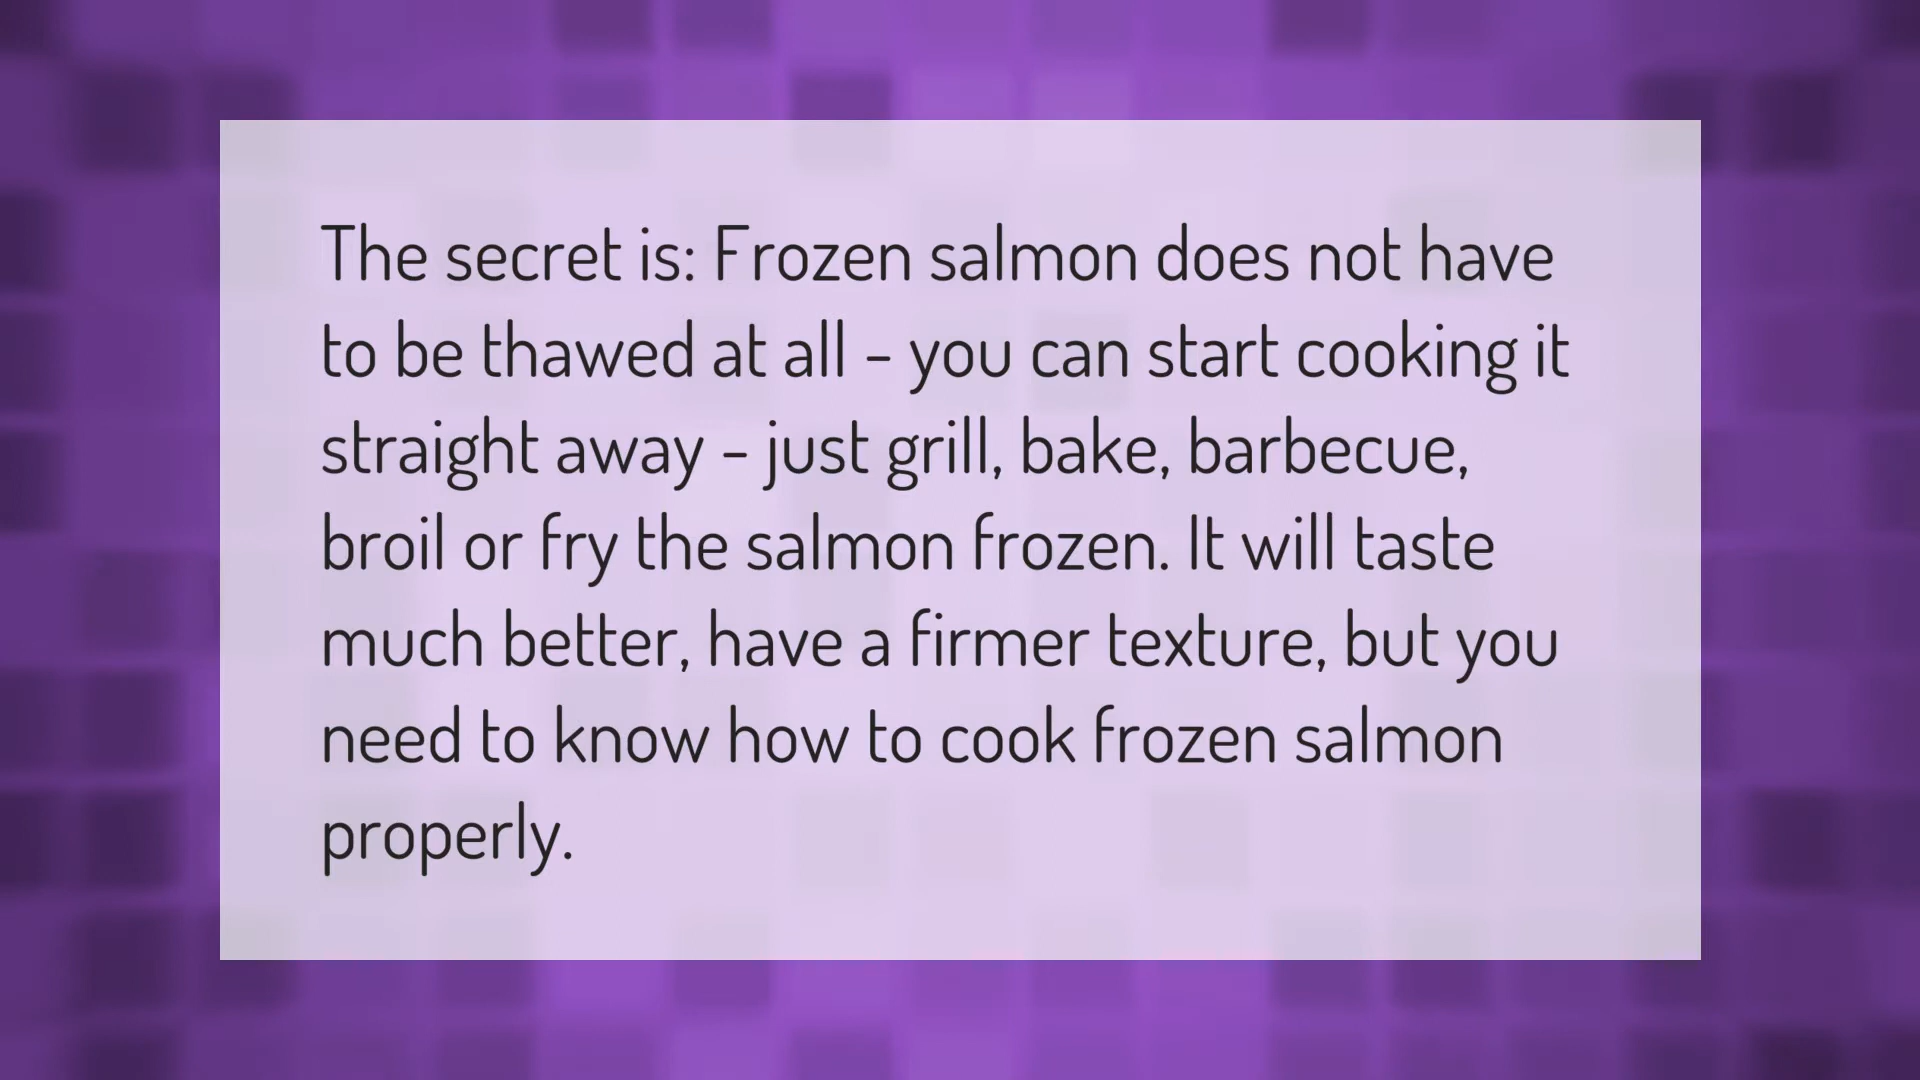 The secret is: Frozen salmon does not have
to be thawed at all – you can start cooking it
straight away – just grill, bake, barbecue,
broil or fry the salmon frozen. It will taste
much better, have a firmer texture, but you
need to know how to cook frozen salmon
properly.